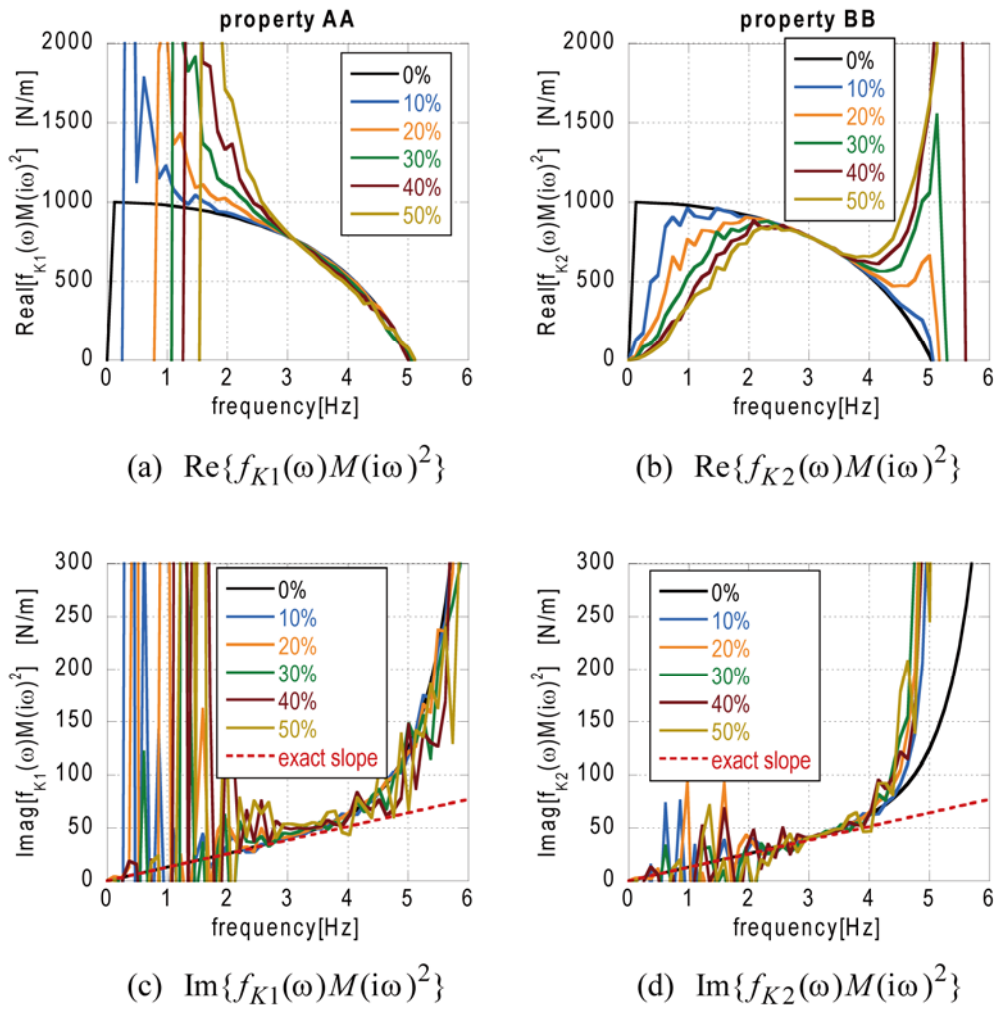 property AA
Real[f_K1(ω)M(iω)²] [N/m]
2000
1500
1000
500
0
0%
10%
20%
30%
40%
50%
0 1 2 3 4 5 6
frequency[Hz]
(a) Re{f_K1(ω)M(iω)²}
property BB
Real[f_K2(ω)M(iω)²] [N/m]
2000
1500
1000
500
0
0%
10%
20%
30%
40%
50%
0 1 2 3 4 5 6
frequency[Hz]
(b) Re{f_K2(ω)M(iω)²}
Imag[f_K1(ω)M(iω)²] [N/m]
300
250
200
150
100
50
0
0%
10%
20%
30%
40%
50%
exact slope
0 1 2 3 4 5 6
frequency[Hz]
(c) Im{f_K1(ω)M(iω)²}
Imag[f_K2(ω)M(iω)²] [N/m]
300
250
200
150
100
50
0
0%
10%
20%
30%
40%
50%
exact slope
0 1 2 3 4 5 6
frequency[Hz]
(d) Im{f_K2(ω)M(iω)²}